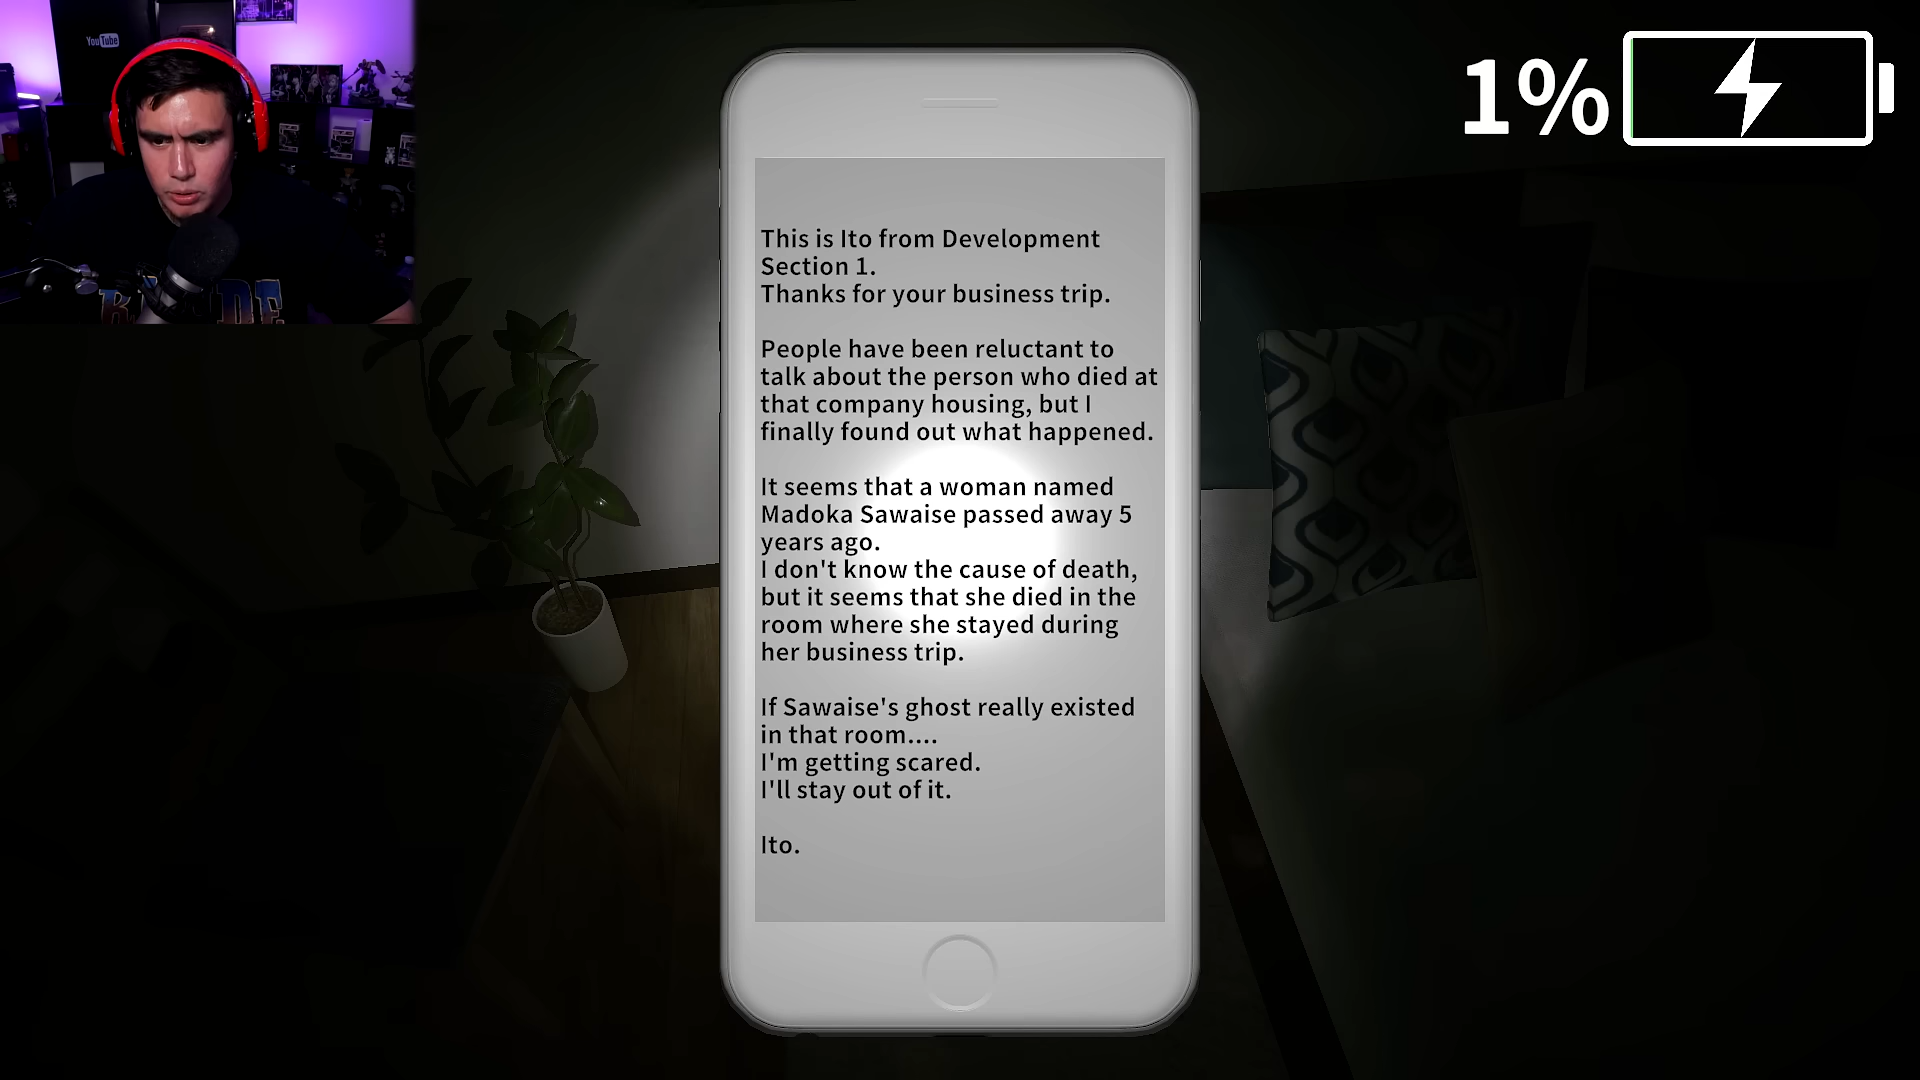 YouTube
1%
This is Ito from Development
Section 1.
Thanks for your business trip.
People have been reluctant to
talk about the person who died at
that company housing, but I
finally found out what happened.
It seems that a woman named
Madoka Sawaise passed away 5
years ago.
I don't know the cause of death,
but it seems that she died in the
room where she stayed during
her business trip.
If Sawaise's ghost really existed
in that room....
I'm getting scared.
I'll stay out of it.
Ito.